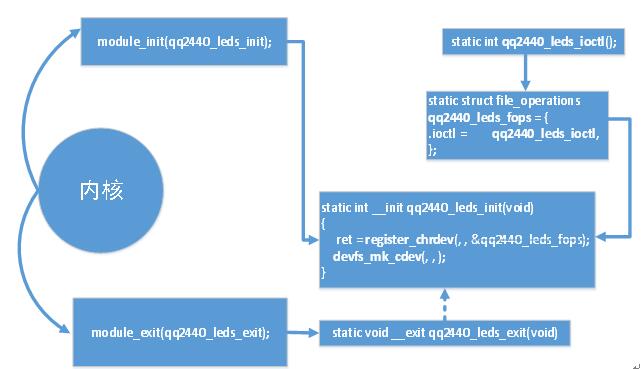 module_init(qq2440_leds_init);
static int qq2440_leds_ioctl();
static struct file_operations
qq2440_leds_fops = {
.ioctl = qq2440_leds_ioctl,
};
内核
static int __init qq2440_leds_init(void)
{
ret = register_chrdev(, , &qq2440_leds_fops);
devfs_mk_cdev(, , );
}
module_exit(qq2440_leds_exit);
static void __exit qq2440_leds_exit(void)